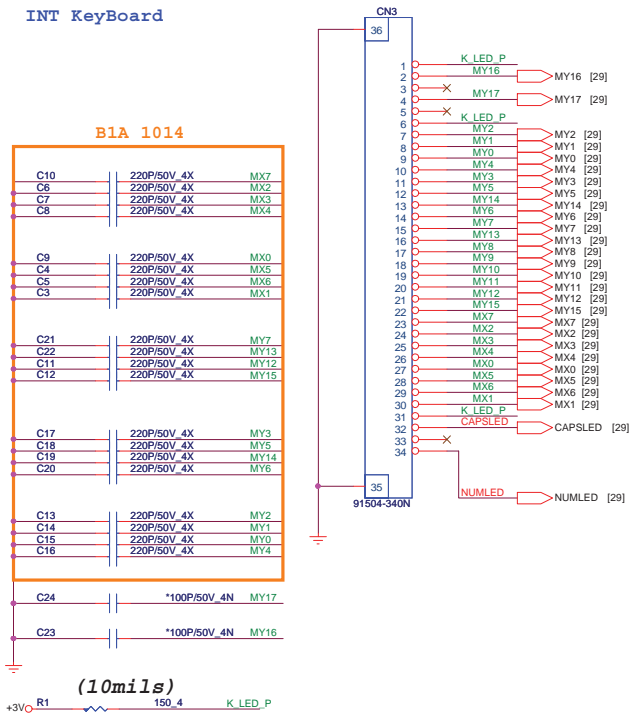 INT KeyBoard
B1A 1014
C10 220P/50V_4X MX7
C6 220P/50V_4X MX2
C7 220P/50V_4X MX3
C8 220P/50V_4X MX4
C9 220P/50V_4X MX0
C4 220P/50V_4X MX5
C5 220P/50V_4X MX6
C3 220P/50V_4X MX1
C21 220P/50V_4X MY7
C22 220P/50V_4X MY13
C11 220P/50V_4X MY12
C12 220P/50V_4X MY15
C17 220P/50V_4X MY3
C18 220P/50V_4X MY5
C19 220P/50V_4X MY14
C20 220P/50V_4X MY6
C13 220P/50V_4X MY2
C14 220P/50V_4X MY1
C15 220P/50V_4X MY0
C16 220P/50V_4X MY4
C24 *100P/50V_4N MY17
C23 *100P/50V_4N MY16
(10mils)
+3V R1 150_4 K_LED_P
CN3
36
1 K_LED_P
2 MY16 MY16 [29]
3
4 MY17 MY17 [29]
5
6 K_LED_P
7 MY2 MY2 [29]
8 MY1 MY1 [29]
9 MY0 MY0 [29]
10 MY4 MY4 [29]
11 MY3 MY3 [29]
12 MY5 MY5 [29]
13 MY14 MY14 [29]
14 MY6 MY6 [29]
15 MY7 MY7 [29]
16 MY13 MY13 [29]
17 MY8 MY8 [29]
18 MY9 MY9 [29]
19 MY10 MY10 [29]
20 MY11 MY11 [29]
21 MY12 MY12 [29]
22 MY15 MY15 [29]
23 MX7 MX7 [29]
24 MX2 MX2 [29]
25 MX3 MX3 [29]
26 MX4 MX4 [29]
27 MX0 MX0 [29]
28 MX5 MX5 [29]
29 MX6 MX6 [29]
30 MX1 MX1 [29]
31 K_LED_P
32 CAPSLED CAPSLED [29]
33
34
35 NUMLED NUMLED [29]
91504-340N